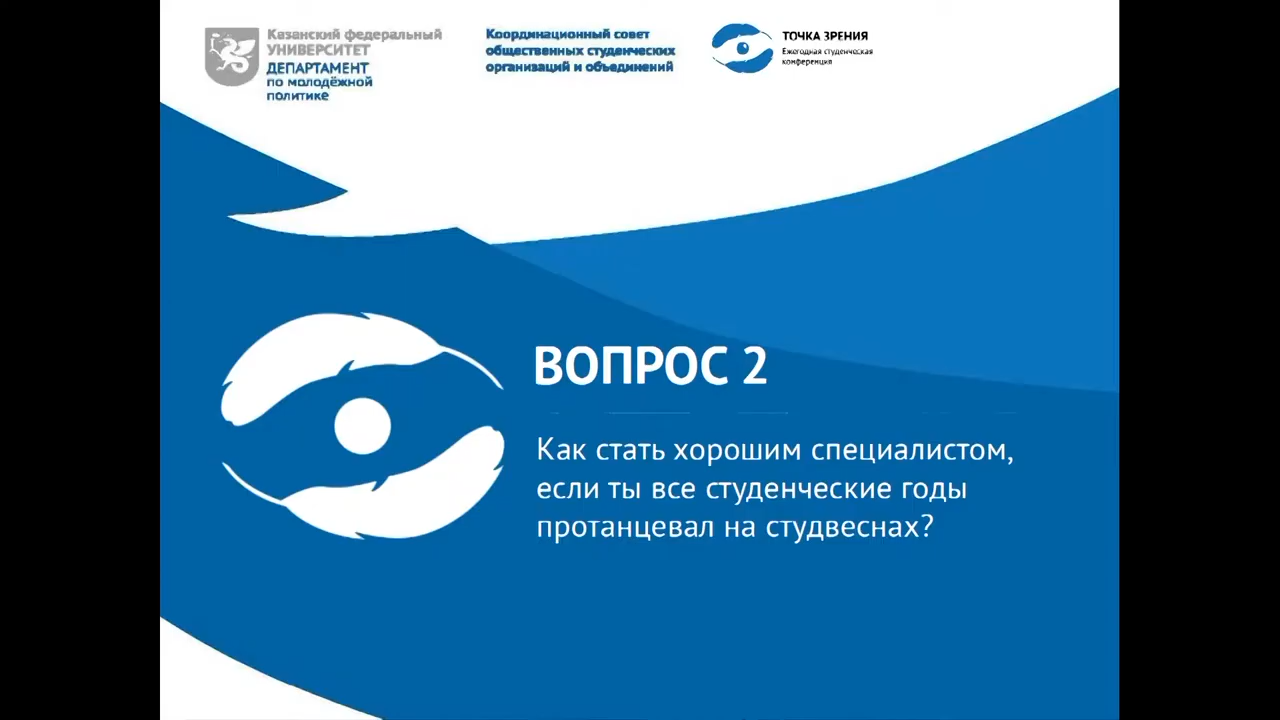 Казанский федеральный
УНИВЕРСИТЕТ
ДЕПАРТАМЕНТ
по молодёжной
политике
Координационный совет
общественных студенческих
организаций и объединений
ТОЧКА ЗРЕНИЯ
Ежегодная студенческая
конференция
ВОПРОС 2
Как стать хорошим специалистом,
если ты все студенческие годы
протанцевал на студвеснах?